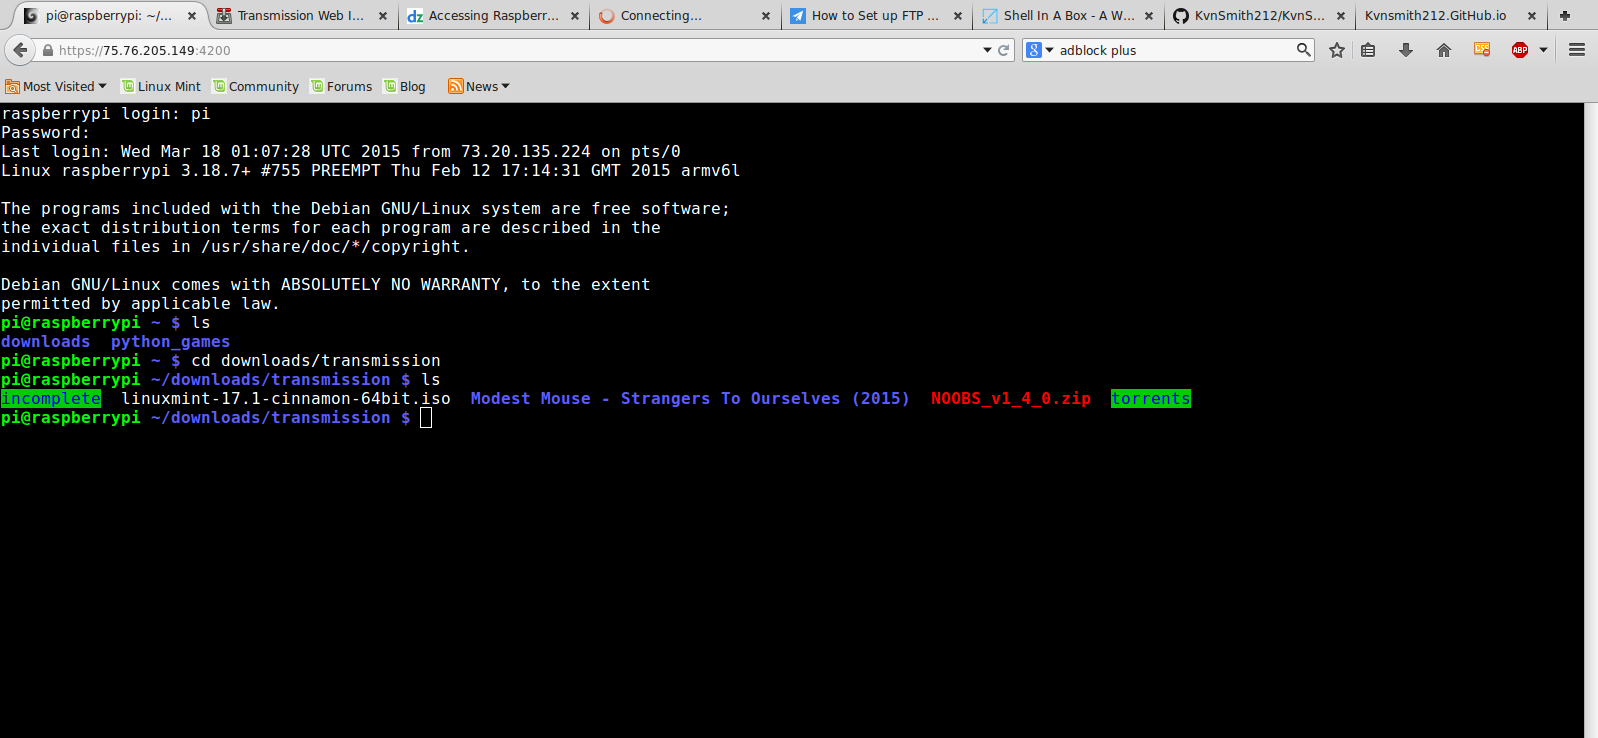 pi@raspberrypi: ~/... Transmission Web I... Accessing Raspberr... Connecting... How to Set up FTP ... Shell In A Box - A W... KvnSmith212/KvnS... Kvnsmith212.GitHub.io
https://75.76.205.149:4200 adblock plus ABP
Most Visited Linux Mint Community Forums Blog News
raspberrypi login: pi
Password:
Last login: Wed Mar 18 01:07:28 UTC 2015 from 73.20.135.224 on pts/0
Linux raspberrypi 3.18.7+ #755 PREEMPT Thu Feb 12 17:14:31 GMT 2015 armv6l
The programs included with the Debian GNU/Linux system are free software;
the exact distribution terms for each program are described in the
individual files in /usr/share/doc/*/copyright.
Debian GNU/Linux comes with ABSOLUTELY NO WARRANTY, to the extent
permitted by applicable law.
pi@raspberrypi ~ $ ls
downloads python_games
pi@raspberrypi ~ $ cd downloads/transmission
pi@raspberrypi ~/downloads/transmission $ ls
incomplete linuxmint-17.1-cinnamon-64bit.iso Modest Mouse - Strangers To Ourselves (2015) NOOBS_v1_4_0.zip torrents
pi@raspberrypi ~/downloads/transmission $